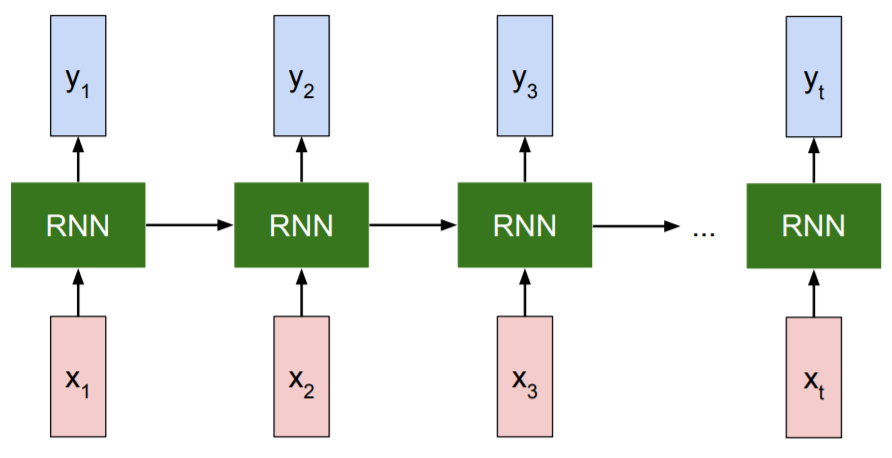 y₁ y₂ y₃ yₜ
RNN RNN RNN ... RNN
x₁ x₂ x₃ xₜ